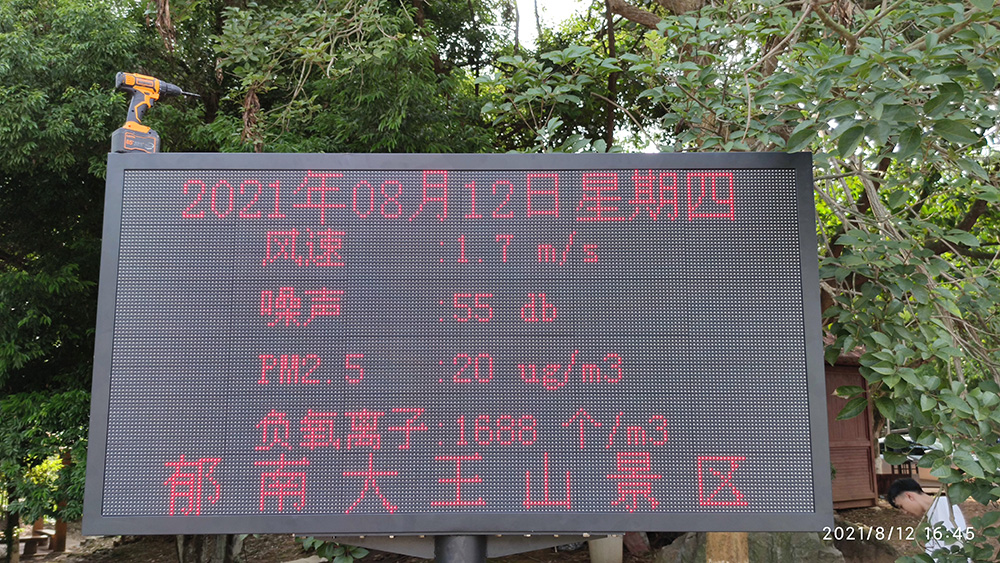 2021年08月12日星期四
风速 :1.7 m/s
噪声 :55 db
PM2.5 :20 ug/m3
负氧离子:1688 个/m3
郁南大王山景区
2021/8/12 16:45